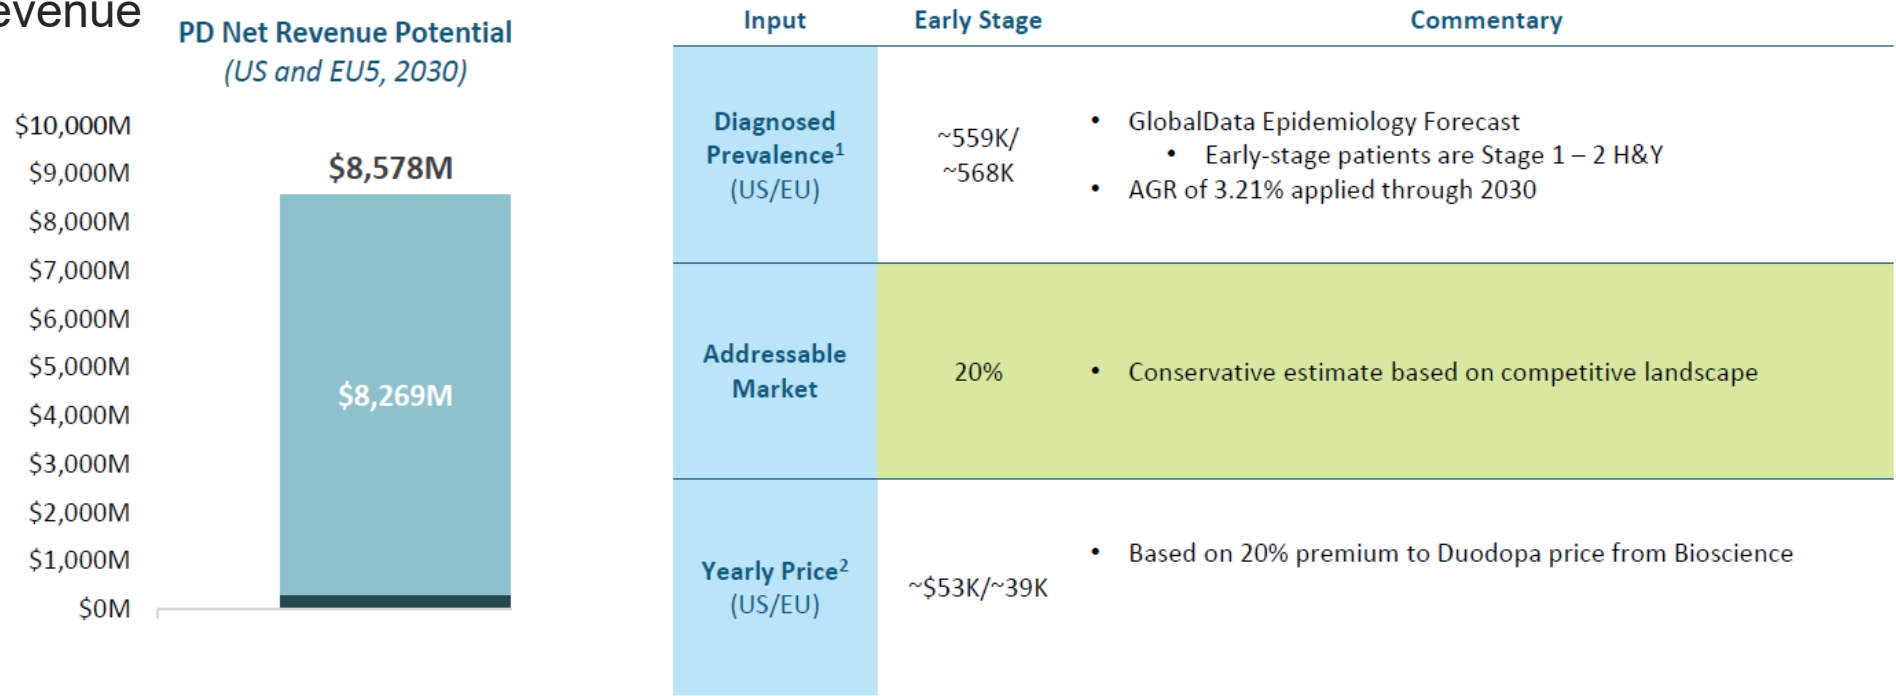 evenue
PD Net Revenue Potential
(US and EU5, 2030)
$10,000M
$9,000M
$8,000M
$7,000M
$6,000M
$5,000M
$4,000M
$3,000M
$2,000M
$1,000M
$0M
$8,578M
$8,269M
Input Early Stage Commentary
Diagnosed
Prevalence¹
(US/EU)
~559K/
~568K
• GlobalData Epidemiology Forecast
• Early-stage patients are Stage 1 – 2 H&Y
• AGR of 3.21% applied through 2030
Addressable
Market
20%
• Conservative estimate based on competitive landscape
Yearly Price²
(US/EU)
~$53K/~39K
• Based on 20% premium to Duodopa price from Bioscience